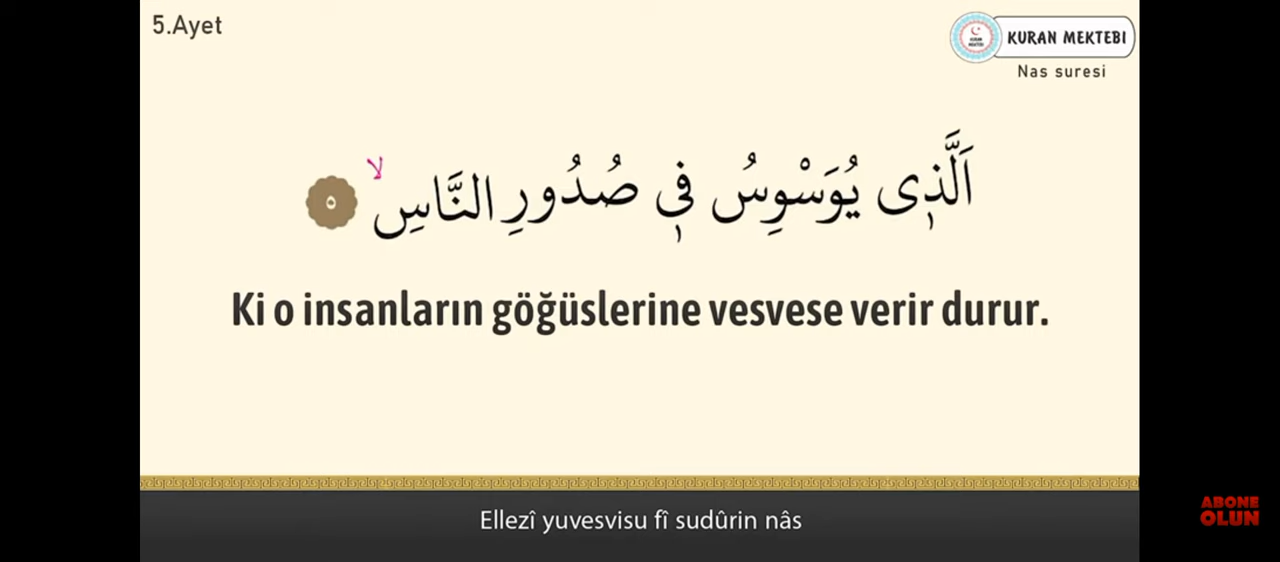 5.Ayet
KURAN MEKTEBI
Nas suresi
اَلَّذ۪ى يُوَسْوِسُ ف۪ى صُدُورِ النَّاسِۙ ٥
Ki o insanların göğüslerine vesvese verir durur.
Ellezî yuvesvisu fî sudûrin nâs
ABONE
OLUN